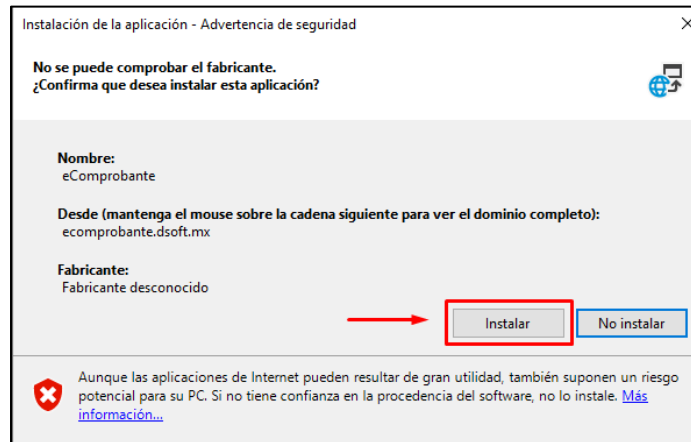 Instalación de la aplicación - Advertencia de seguridad
No se puede comprobar el fabricante.
¿Confirma que desea instalar esta aplicación?
Nombre:
eComprobante
Desde (mantenga el mouse sobre la cadena siguiente para ver el dominio completo):
ecomprobante.dsoft.mx
Fabricante:
Fabricante desconocido
Instalar
No instalar
Aunque las aplicaciones de Internet pueden resultar de gran utilidad, también suponen un riesgo
potencial para su PC. Si no tiene confianza en la procedencia del software, no lo instale. Más
información...